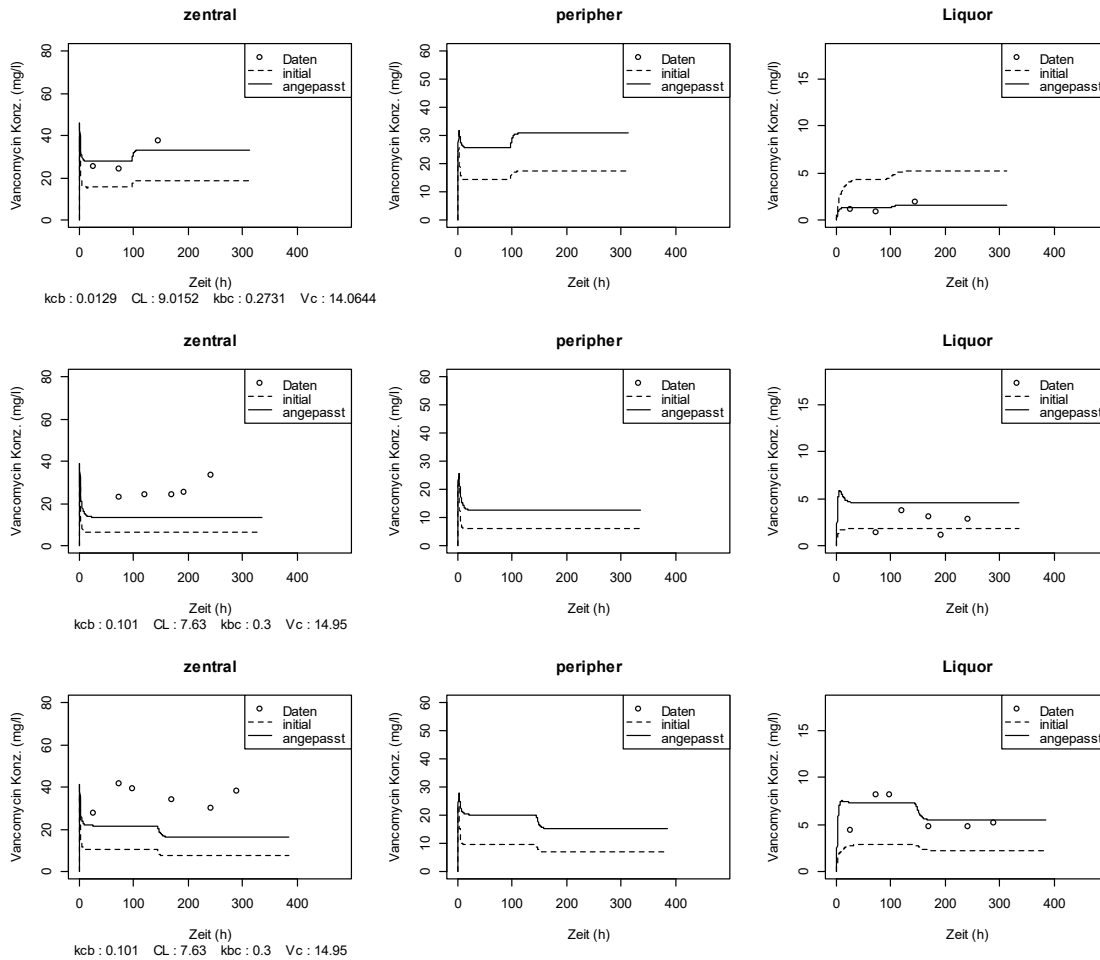 zentral peripher Liquor
Vancomycin Konz. (mg/l) Vancomycin Konz. (mg/l) Vancomycin Konz. (mg/l)
80 60 15
60 50 10
40 40 5
20 30 0
0 20
10
0
Daten Daten Daten
initial initial initial
angepasst angepasst angepasst
0 100 200 300 400 0 100 200 300 400 0 100 200 300 400
Zeit (h) Zeit (h) Zeit (h)
kcb : 0.0129 CL : 9.0152 kbc : 0.2731 Vc : 14.0644
zentral peripher Liquor
Vancomycin Konz. (mg/l) Vancomycin Konz. (mg/l) Vancomycin Konz. (mg/l)
80 60 15
60 50 10
40 40 5
20 30 0
0 20
10
0
Daten Daten Daten
initial initial initial
angepasst angepasst angepasst
0 100 200 300 400 0 100 200 300 400 0 100 200 300 400
Zeit (h) Zeit (h) Zeit (h)
kcb : 0.101 CL : 7.63 kbc : 0.3 Vc : 14.95
zentral peripher Liquor
Vancomycin Konz. (mg/l) Vancomycin Konz. (mg/l) Vancomycin Konz. (mg/l)
80 60 15
60 50 10
40 40 5
20 30 0
0 20
10
0
Daten Daten Daten
initial initial initial
angepasst angepasst angepasst
0 100 200 300 400 0 100 200 300 400 0 100 200 300 400
Zeit (h) Zeit (h) Zeit (h)
kcb : 0.101 CL : 7.63 kbc : 0.3 Vc : 14.95